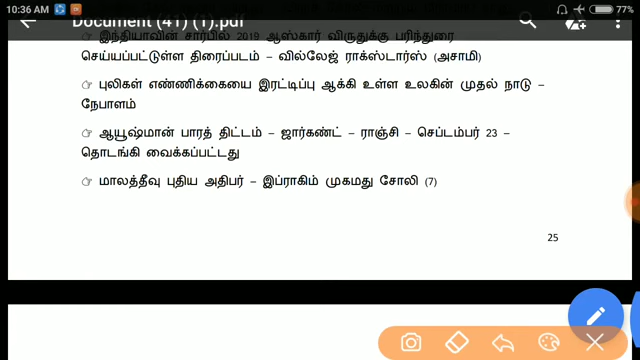 10:36 AM 77%
Document (41) (1).pdf
☞ இந்தியாவின் சார்பில் 2019 ஆஸ்கார் விருதுக்கு பரிந்துரை
செய்யப்பட்டுள்ள திரைப்படம் – வில்லேஜ் ராக்ஸ்டார்ஸ் (அசாமி)
☞ புலிகள் எண்ணிக்கையை இரட்டிப்பு ஆக்கி உள்ள உலகின் முதல் நாடு –
நேபாளம்
☞ ஆயூஷ்மான் பாரத் திட்டம் – ஜார்கண்ட் – ராஞ்சி – செப்டம்பர் 23 –
தொடங்கி வைக்கப்பட்டது
☞ மாலத்தீவு புதிய அதிபர் – இப்ராகிம் முகமது சோலி (7)
25